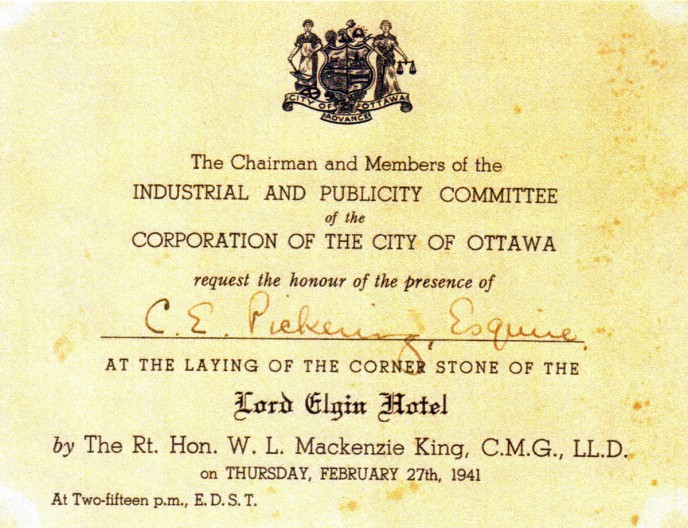 CITY OF OTTAWA
ADVANCE
The Chairman and Members of the
INDUSTRIAL AND PUBLICITY COMMITTEE
of the
CORPORATION OF THE CITY OF OTTAWA
request the honour of the presence of
C. E. Pickering, Esquire.
AT THE LAYING OF THE CORNER STONE OF THE
Lord Elgin Hotel
by The Rt. Hon. W. L. Mackenzie King, C.M.G., LL.D.
on THURSDAY, FEBRUARY 27th, 1941
At Two-fifteen p.m., E. D. S. T.